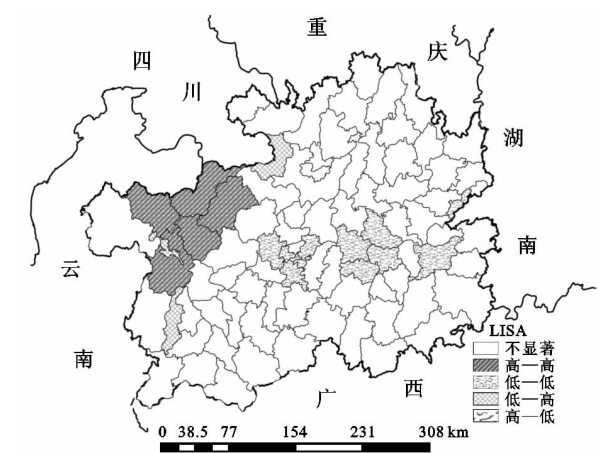 重
庆
四
川
湖
南
云
南
广
西
LISA
不显著
高—高
低—低
低—高
高—低
0 38.5 77 154 231 308 km